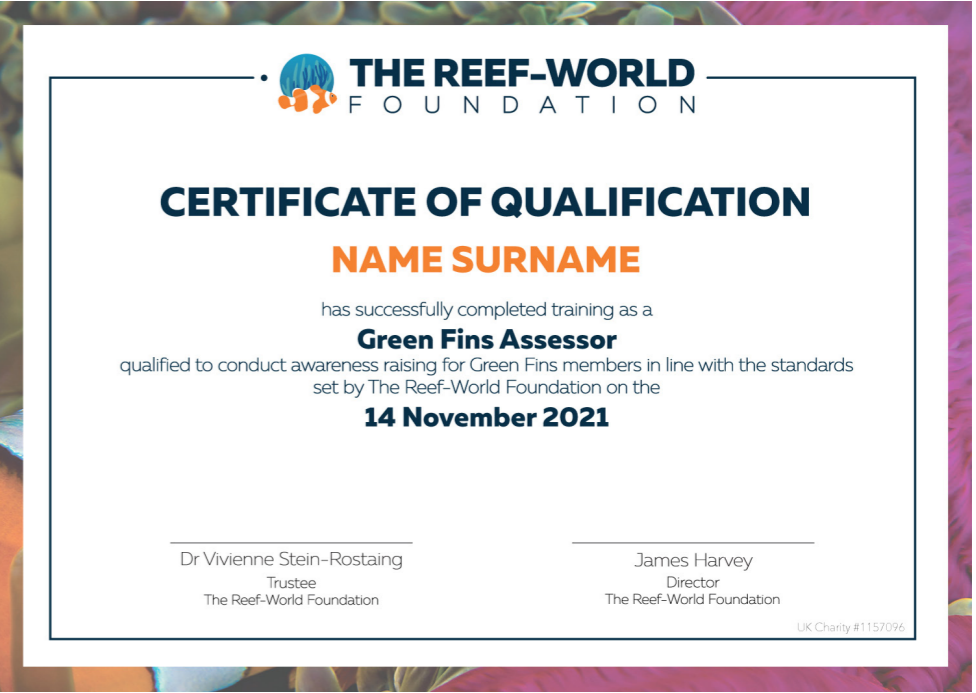 THE REEF-WORLD
FOUNDATION
CERTIFICATE OF QUALIFICATION
NAME SURNAME
has successfully completed training as a
Green Fins Assessor
qualified to conduct awareness raising for Green Fins members in line with the standards
set by The Reef-World Foundation on the
14 November 2021
Dr Vivienne Stein-Rostaing
Trustee
The Reef-World Foundation
James Harvey
Director
The Reef-World Foundation
UK Charity #1157096